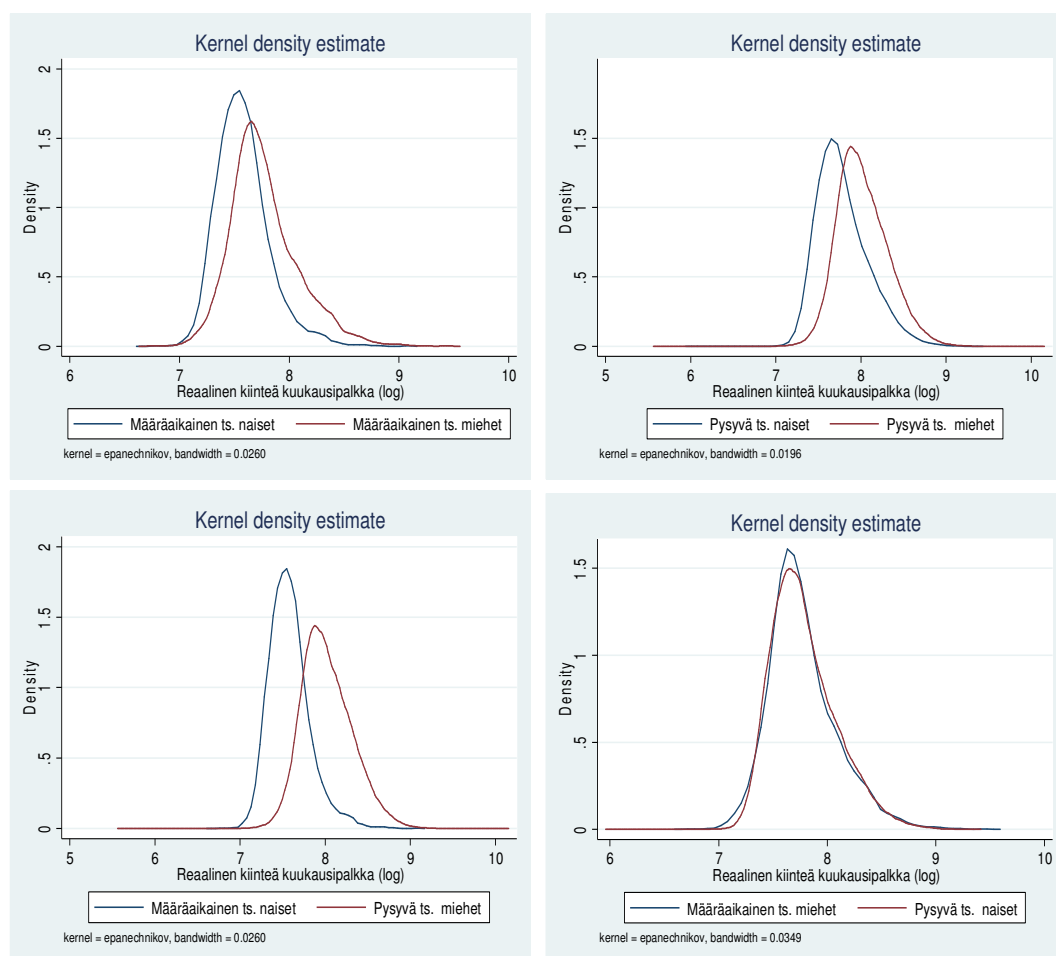 Kernel density estimate
Density
0
.5
1
1.5
2
6 7 8 9 10
Reaalinen kiinteä kuukausipalkka (log)
Määräaikainen ts. naiset Määräaikainen ts. miehet
kernel = epanechnikov, bandwidth = 0.0260
Kernel density estimate
Density
0
.5
1
1.5
5 6 7 8 9 10
Reaalinen kiinteä kuukausipalkka (log)
Pysyvä ts. naiset Pysyvä ts. miehet
kernel = epanechnikov, bandwidth = 0.0196
Kernel density estimate
Density
0
.5
1
1.5
2
5 6 7 8 9 10
Reaalinen kiinteä kuukausipalkka (log)
Määräaikainen ts. naiset Pysyvä ts. miehet
kernel = epanechnikov, bandwidth = 0.0260
Kernel density estimate
Density
0
.5
1
1.5
6 7 8 9 10
Reaalinen kiinteä kuukausipalkka (log)
Määräaikainen ts. miehet Pysyvä ts. naiset
kernel = epanechnikov, bandwidth = 0.0349